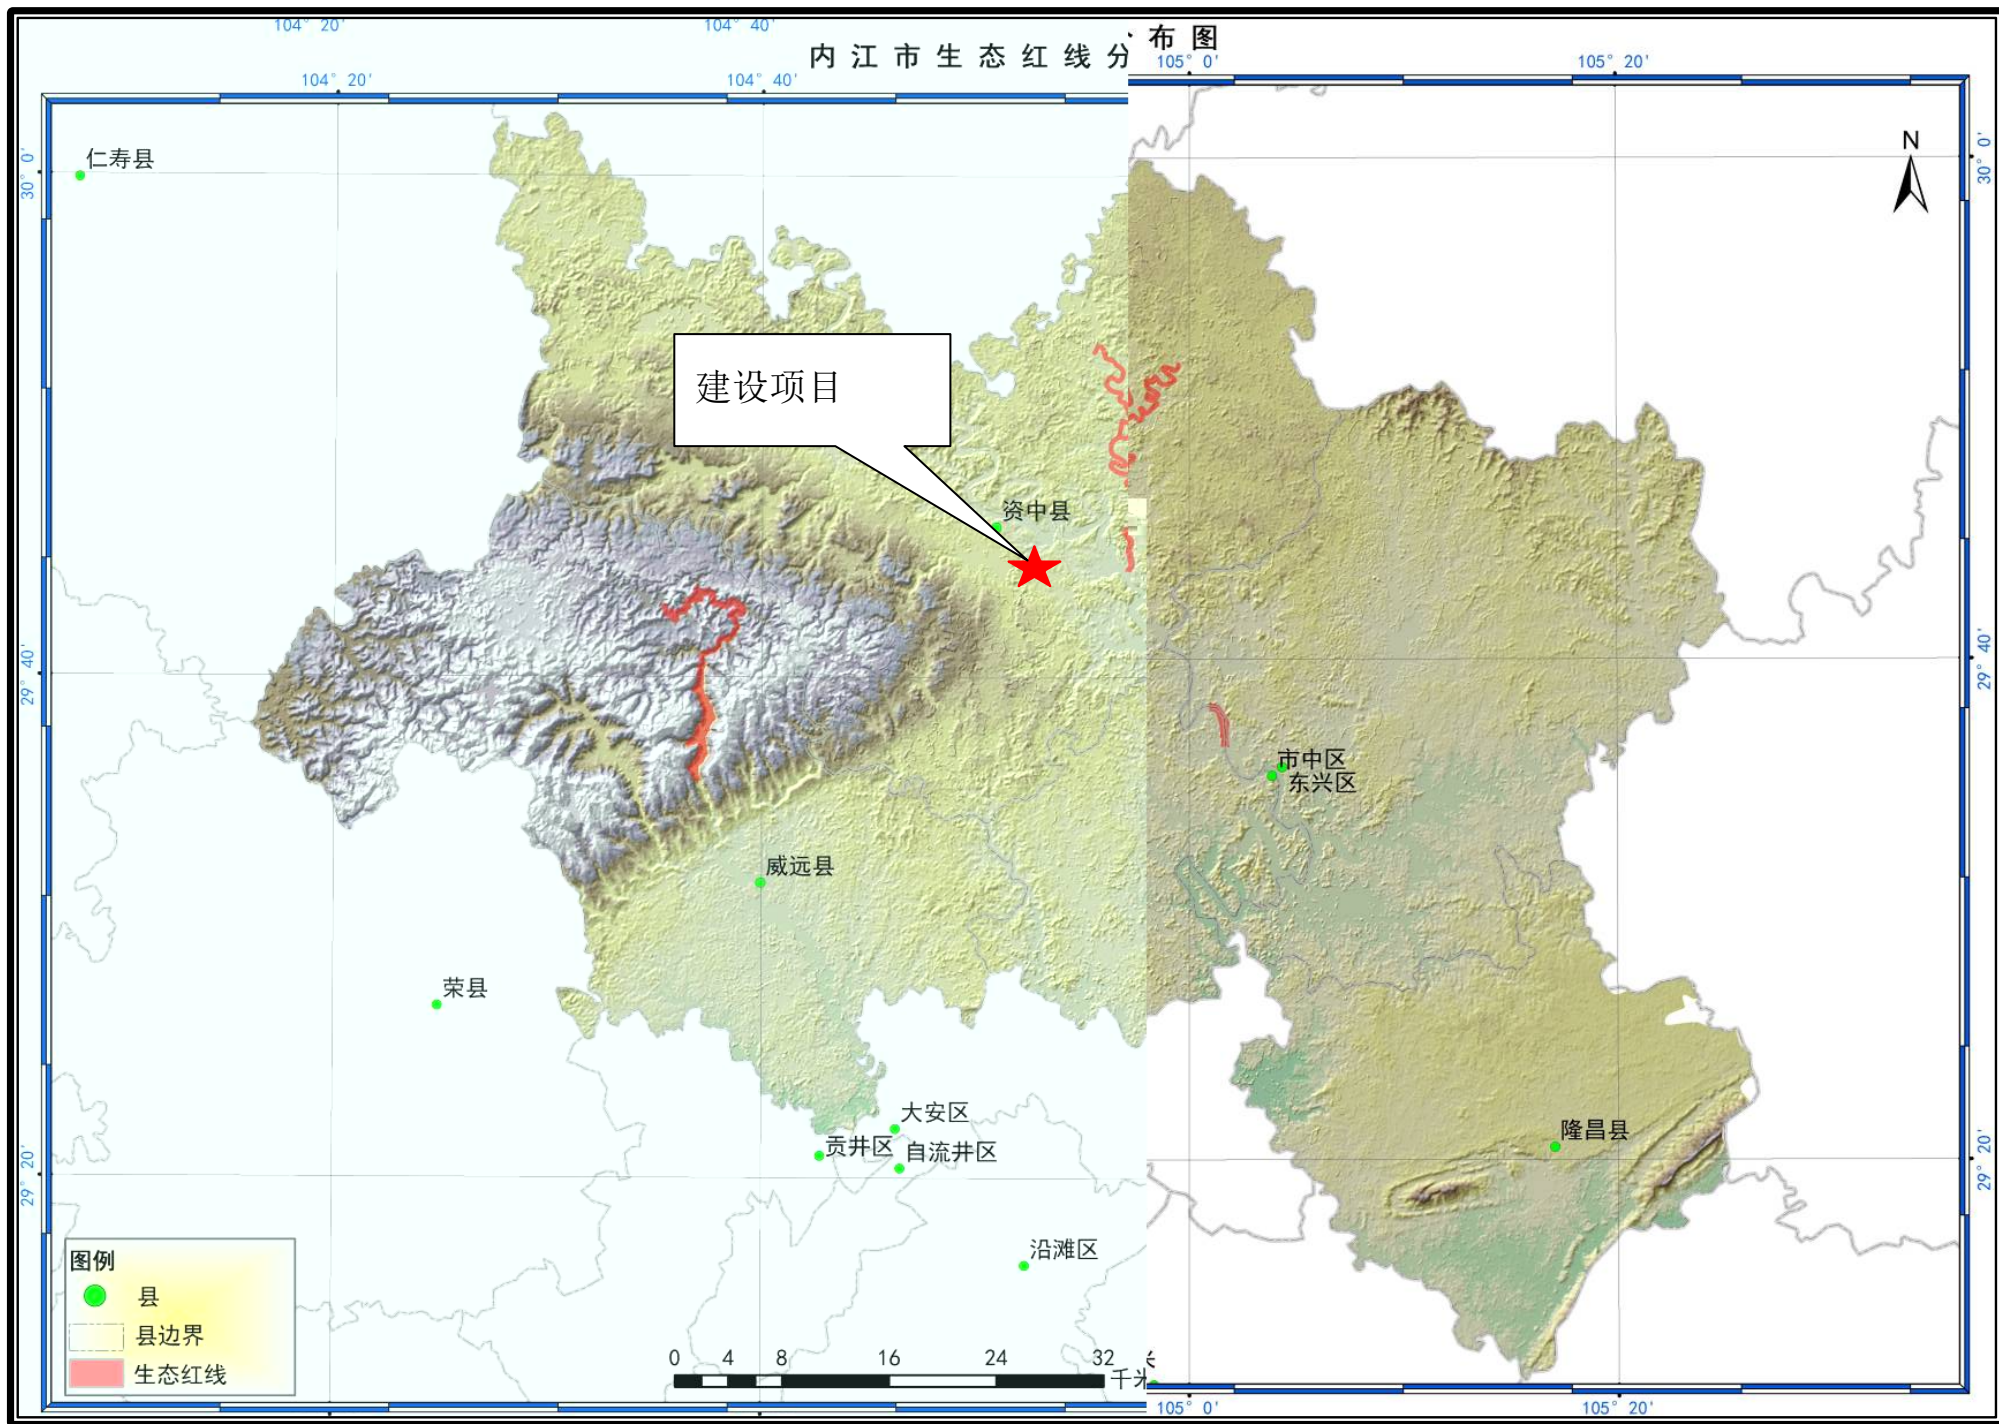 104° 20′ 104° 40′
内江市生态红线分布图
104° 20′ 104° 40′ 105° 0′ 105° 20′
N
30° 0′
30° 0′
仁寿县
建设项目
资中县
29° 40′
29° 40′
市中区
东兴区
威远县
荣县
大安区
贡井区
自流井区
隆昌县
29° 20′
29° 20′
沿滩区
图例
县
县边界
生态红线
0 4 8 16 24 32
千米
105° 0′ 105° 20′